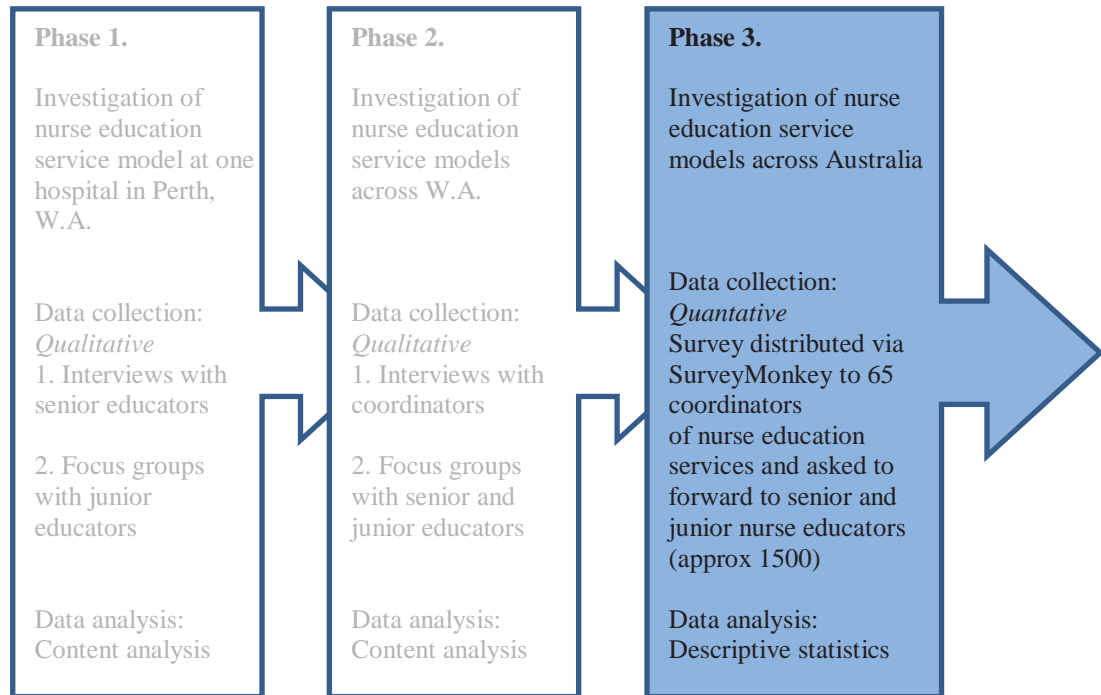 Phase 1.
Investigation of
nurse education
service model at one
hospital in Perth,
W.A.
Data collection:
Qualitative
1. Interviews with
senior educators
2. Focus groups
with junior
educators
Data analysis:
Content analysis
Phase 2.
Investigation of
nurse education
service models
across W.A.
Data collection:
Qualitative
1. Interviews with
coordinators
2. Focus groups
with senior and
junior educators
Data analysis:
Content analysis
Phase 3.
Investigation of nurse
education service
models across Australia
Data collection:
Quantative
Survey distributed via
SurveyMonkey to 65
coordinators
of nurse education
services and asked to
forward to senior and
junior nurse educators
(approx 1500)
Data analysis:
Descriptive statistics